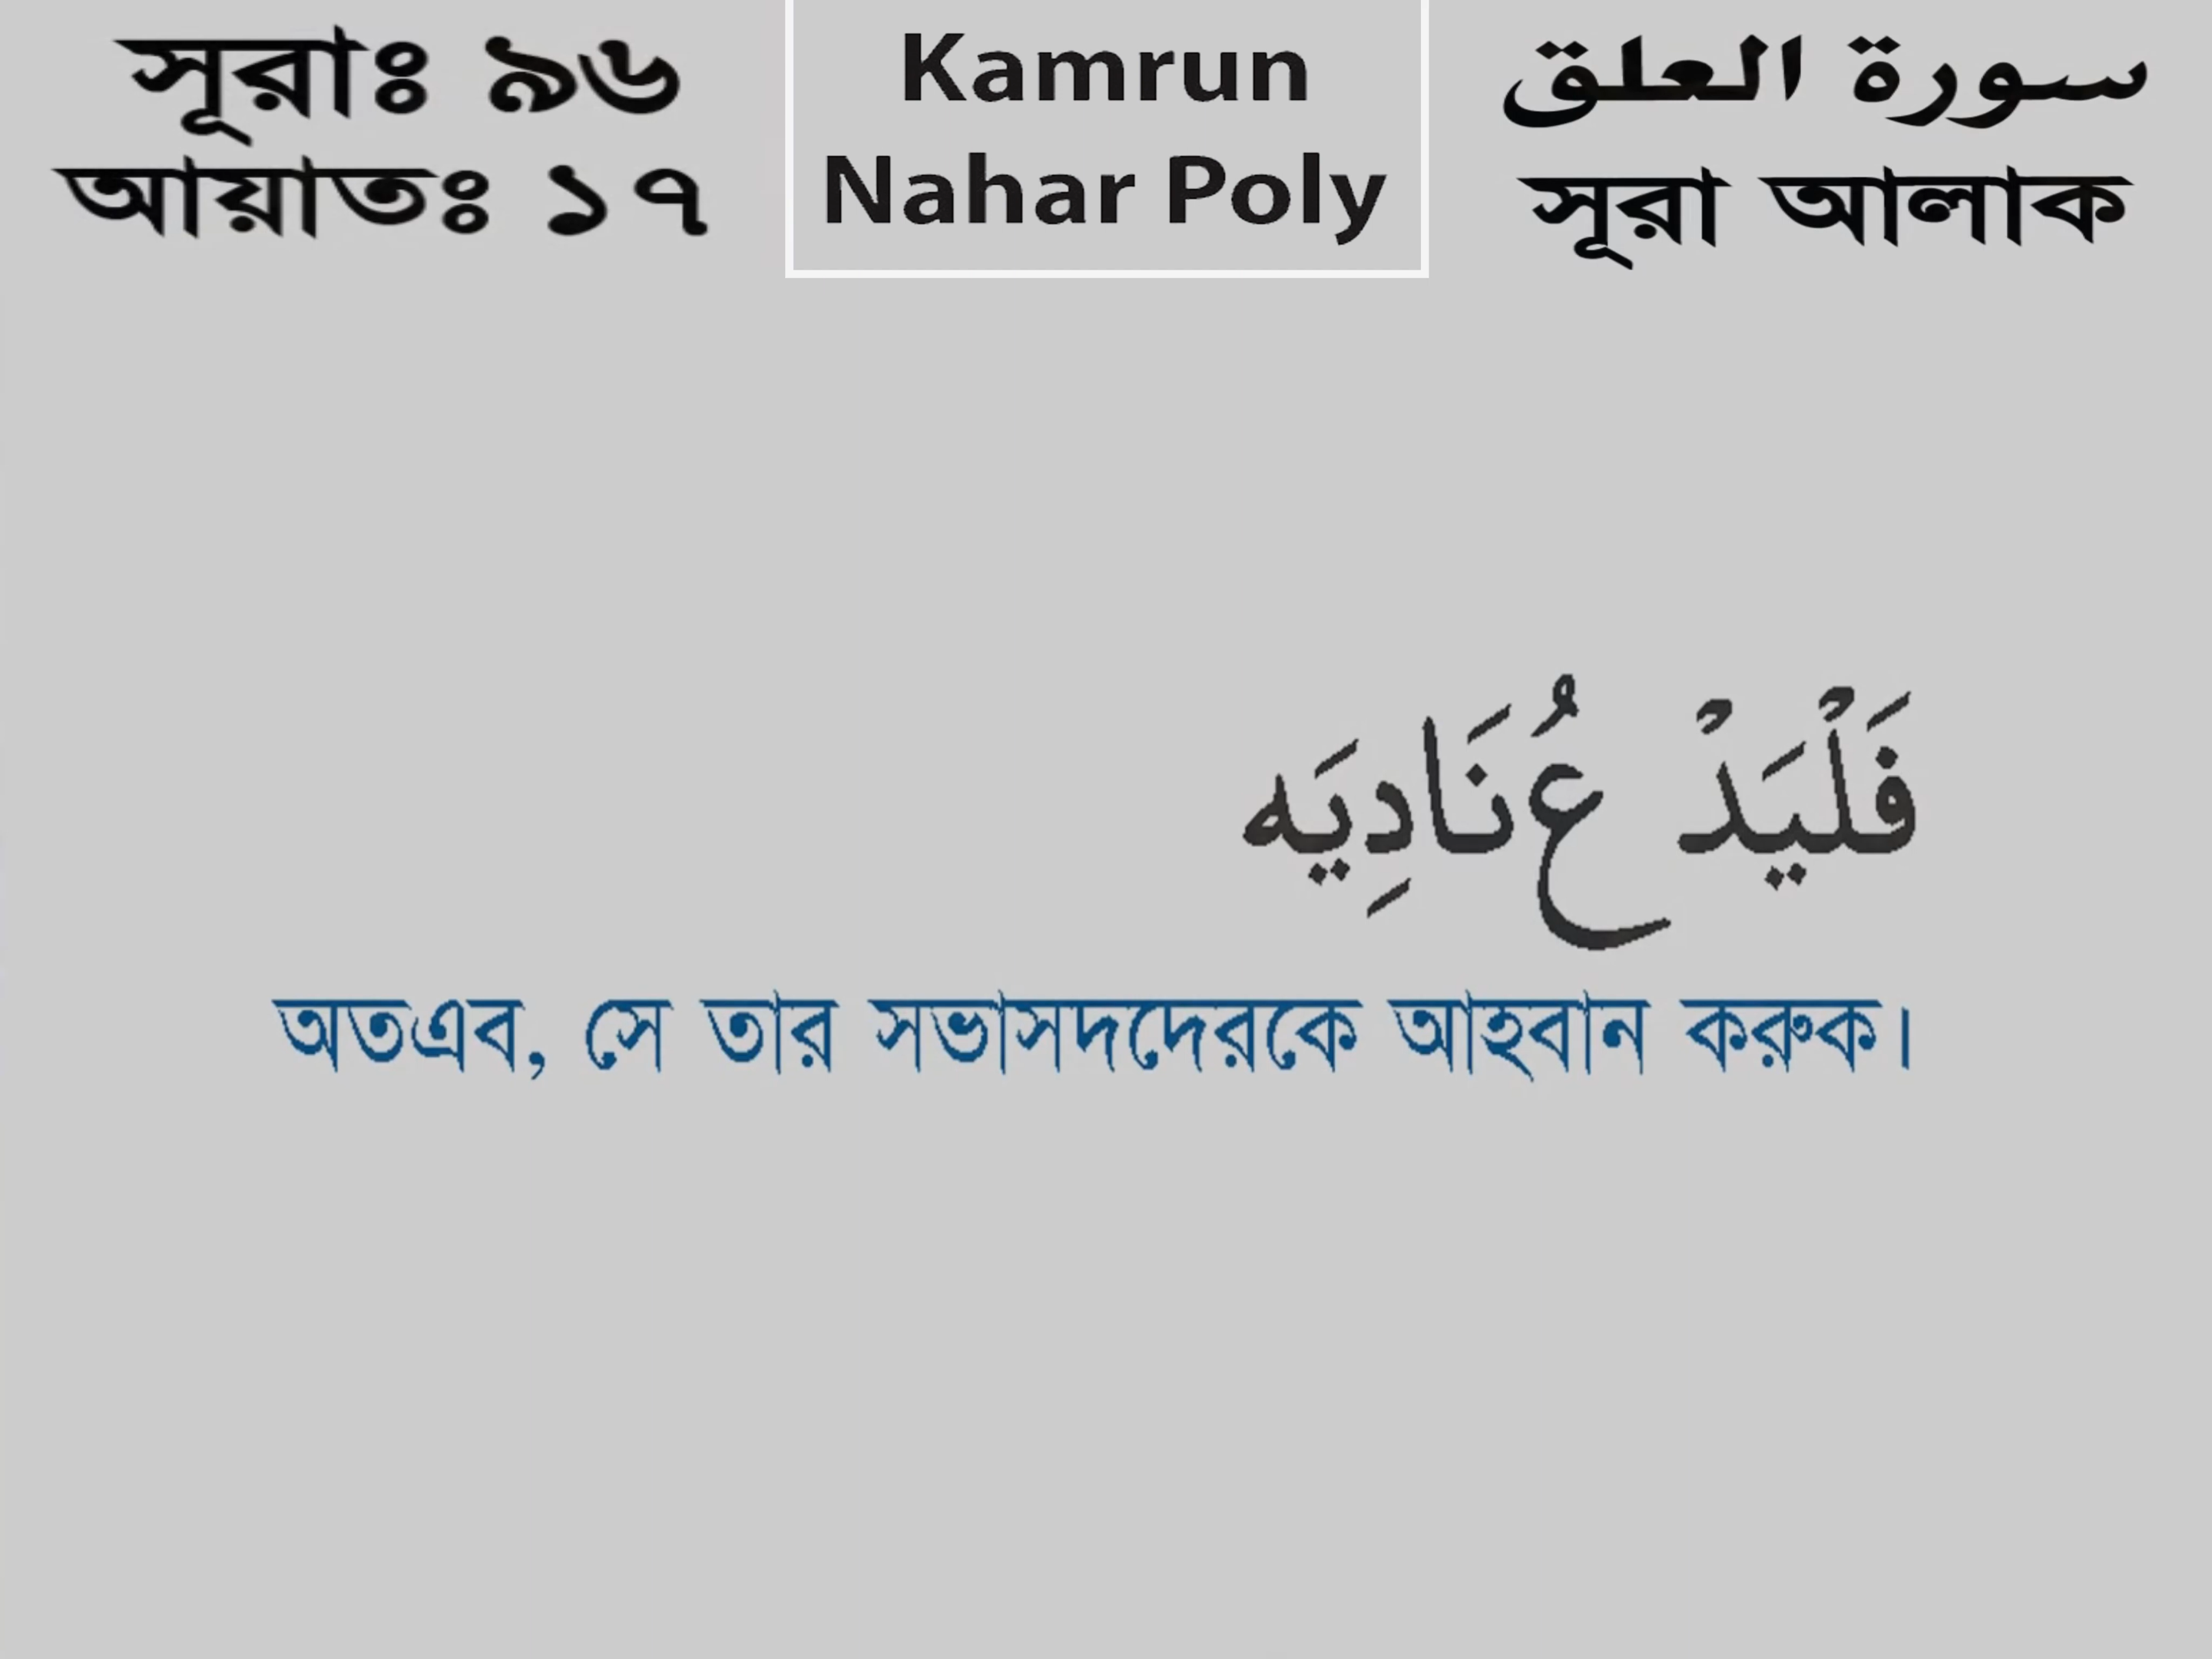 সূরাঃ ৯৬
আয়াতঃ ১৭
Kamrun
Nahar Poly
سورة العلق
সূরা আলাক
فَلْيَدْ عُ نَادِيَه
অতএব, সে তার সভাসদদেরকে আহবান করুক।